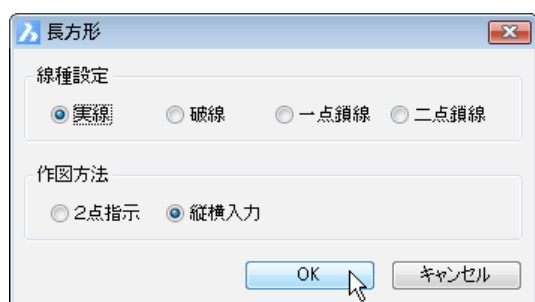 長方形
線種設定
実線 破線 一点鎖線 二点鎖線
作図方法
2点指示 縦横入力
OK キャンセル